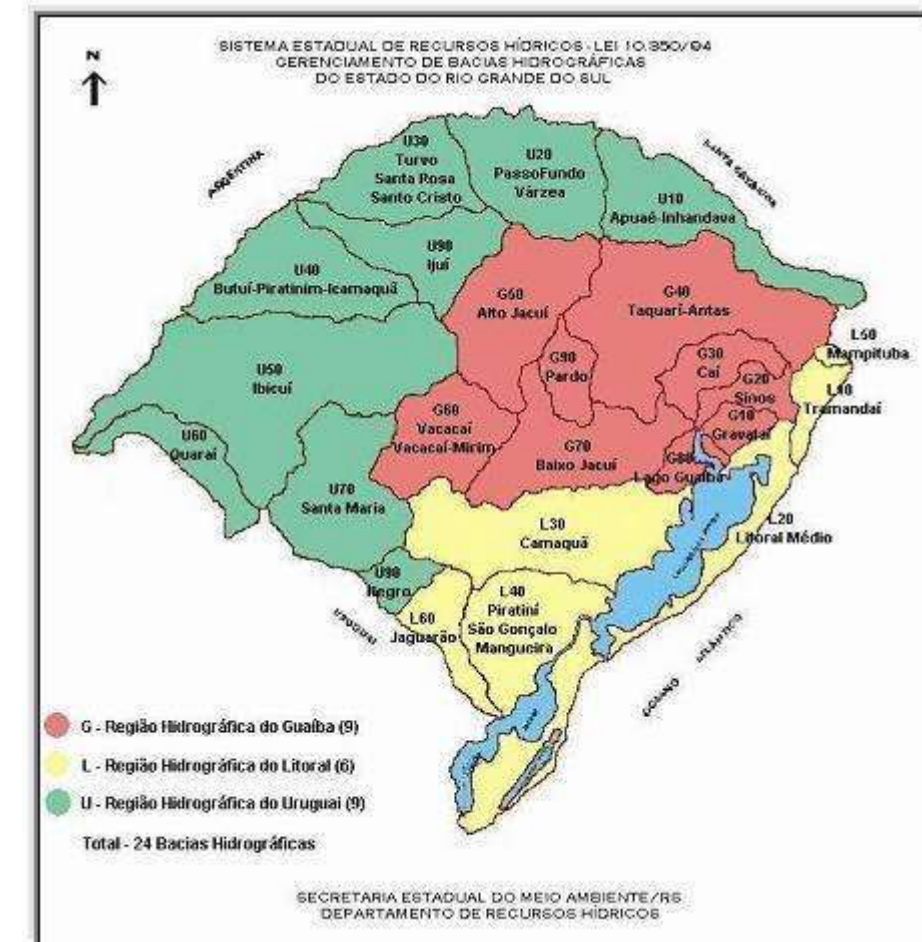 SISTEMA ESTADUAL DE RECURSOS HÍDRICOS - LEI 10.350/94
GERENCIAMENTO DE BACIAS HIDROGRÁFICAS
DO ESTADO DO RIO GRANDE DO SUL
N
ARGENTINA
SANTA CATARINA
U30
Turvo
Santa Rosa
Santo Cristo
U20
PassoFundo
Várzea
U10
Apuaê-Inhandava
U90
Ijuí
U40
Butuí-Piratinim-Icamaquã
G50
Alto Jacuí
G40
Taquarí-Antas
L50
Mampituba
G90
Pardo
G30
Caí
G20
Sinos
L10
Tramandaí
U50
Ibicuí
G60
Vacacaí
Vacacaí-Mirim
G10
Gravataí
U60
Quaraí
G70
Baixo Jacuí
G80
Lago Guaíba
U70
Santa Maria
L30
Camaquã
L20
Litoral Médio
U90
Negro
L40
Piratini
São Gonçalo
Mangueira
L60
Jaguarão
URUGUAI
OCEANO ATLÂNTICO
G - Região Hidrográfica do Guaíba (9)
L - Região Hidrográfica do Litoral (6)
U - Região Hidrográfica do Uruguai (9)
Total - 24 Bacias Hidrográficas
SECRETARIA ESTADUAL DO MEIO AMBIENTE/RS
DEPARTAMENTO DE RECURSOS HÍDRICOS